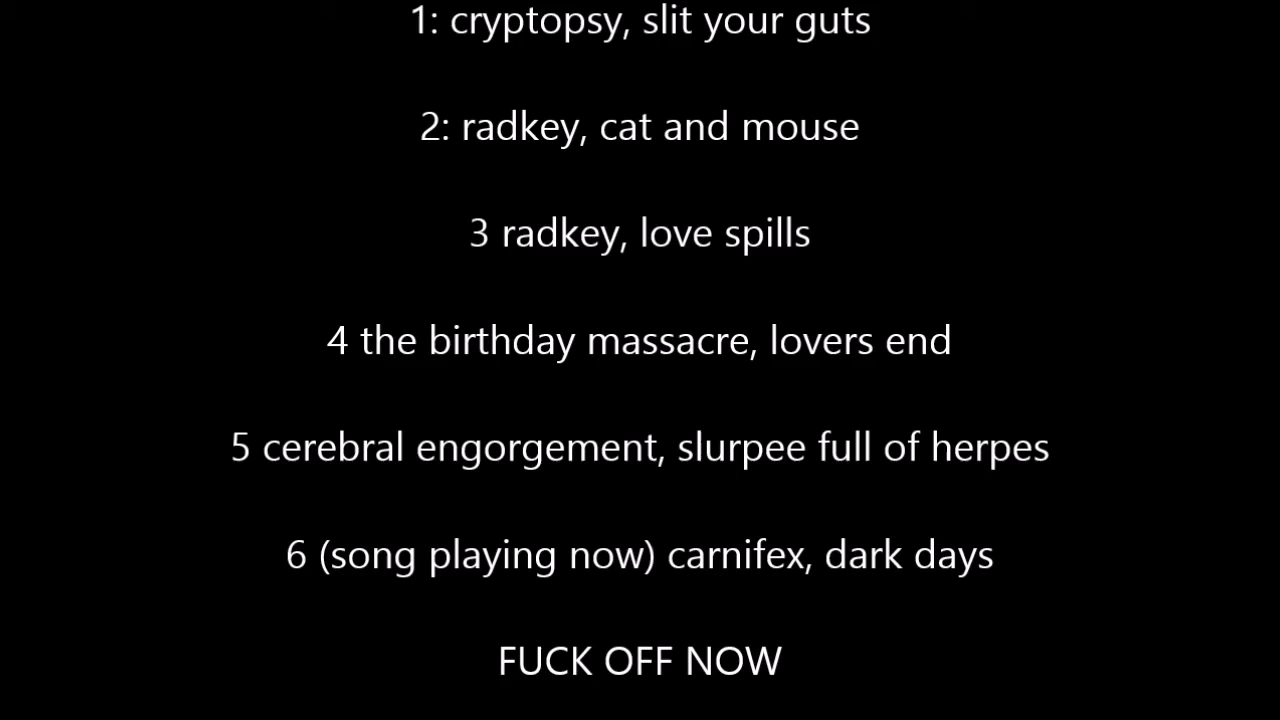 1: cryptopsy, slit your guts
2: radkey, cat and mouse
3 radkey, love spills
4 the birthday massacre, lovers end
5 cerebral engorgement, slurpee full of herpes
6 (song playing now) carnifex, dark days
FUCK OFF NOW